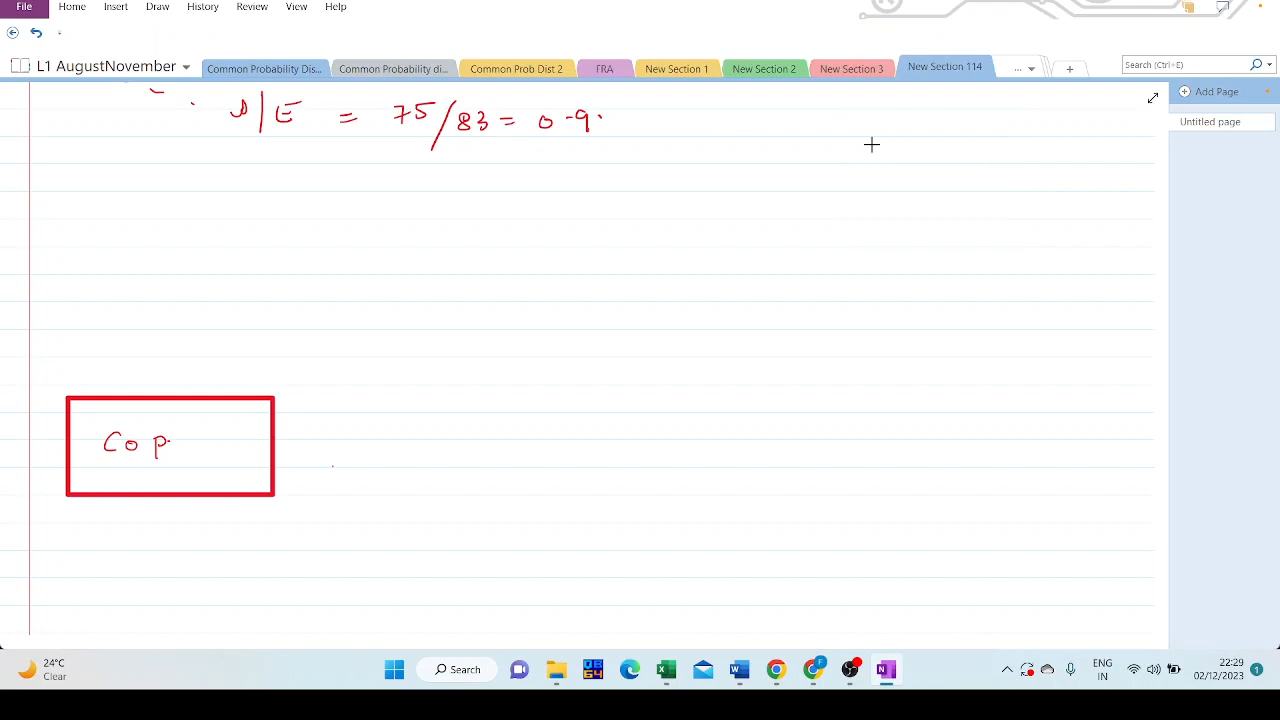 File Home Insert Draw History Review View Help
L1 AugustNovember Common Probability Dis... Common Probability di... Common Prob Dist 2 FRA New Section 1 New Section 2 New Section 3 New Section 114 ... + Search (Ctrl+E)
Add Page
Untitled page
D/E = 75/83 = 0.9.
Co p.
24°C
Clear
Search
ENG
IN
22:29
02/12/2023
1